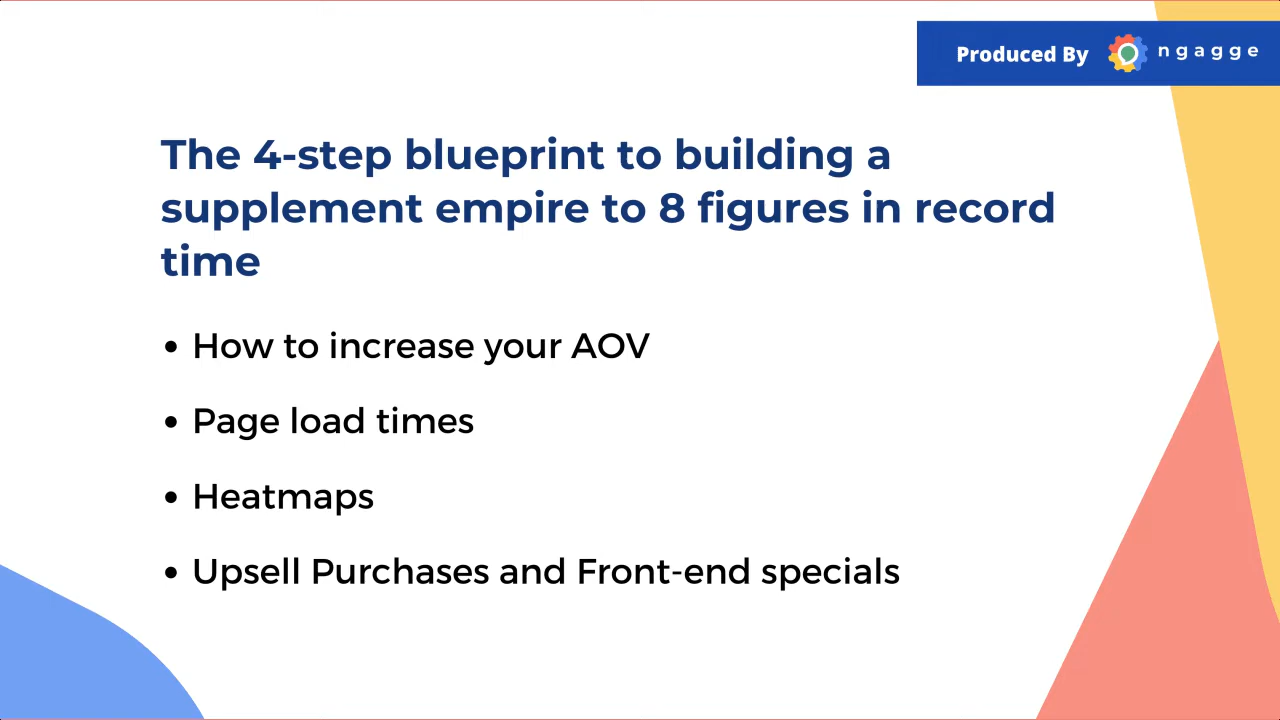 Produced By ngagge
The 4-step blueprint to building a
supplement empire to 8 figures in record
time
• How to increase your AOV
• Page load times
• Heatmaps
• Upsell Purchases and Front-end specials